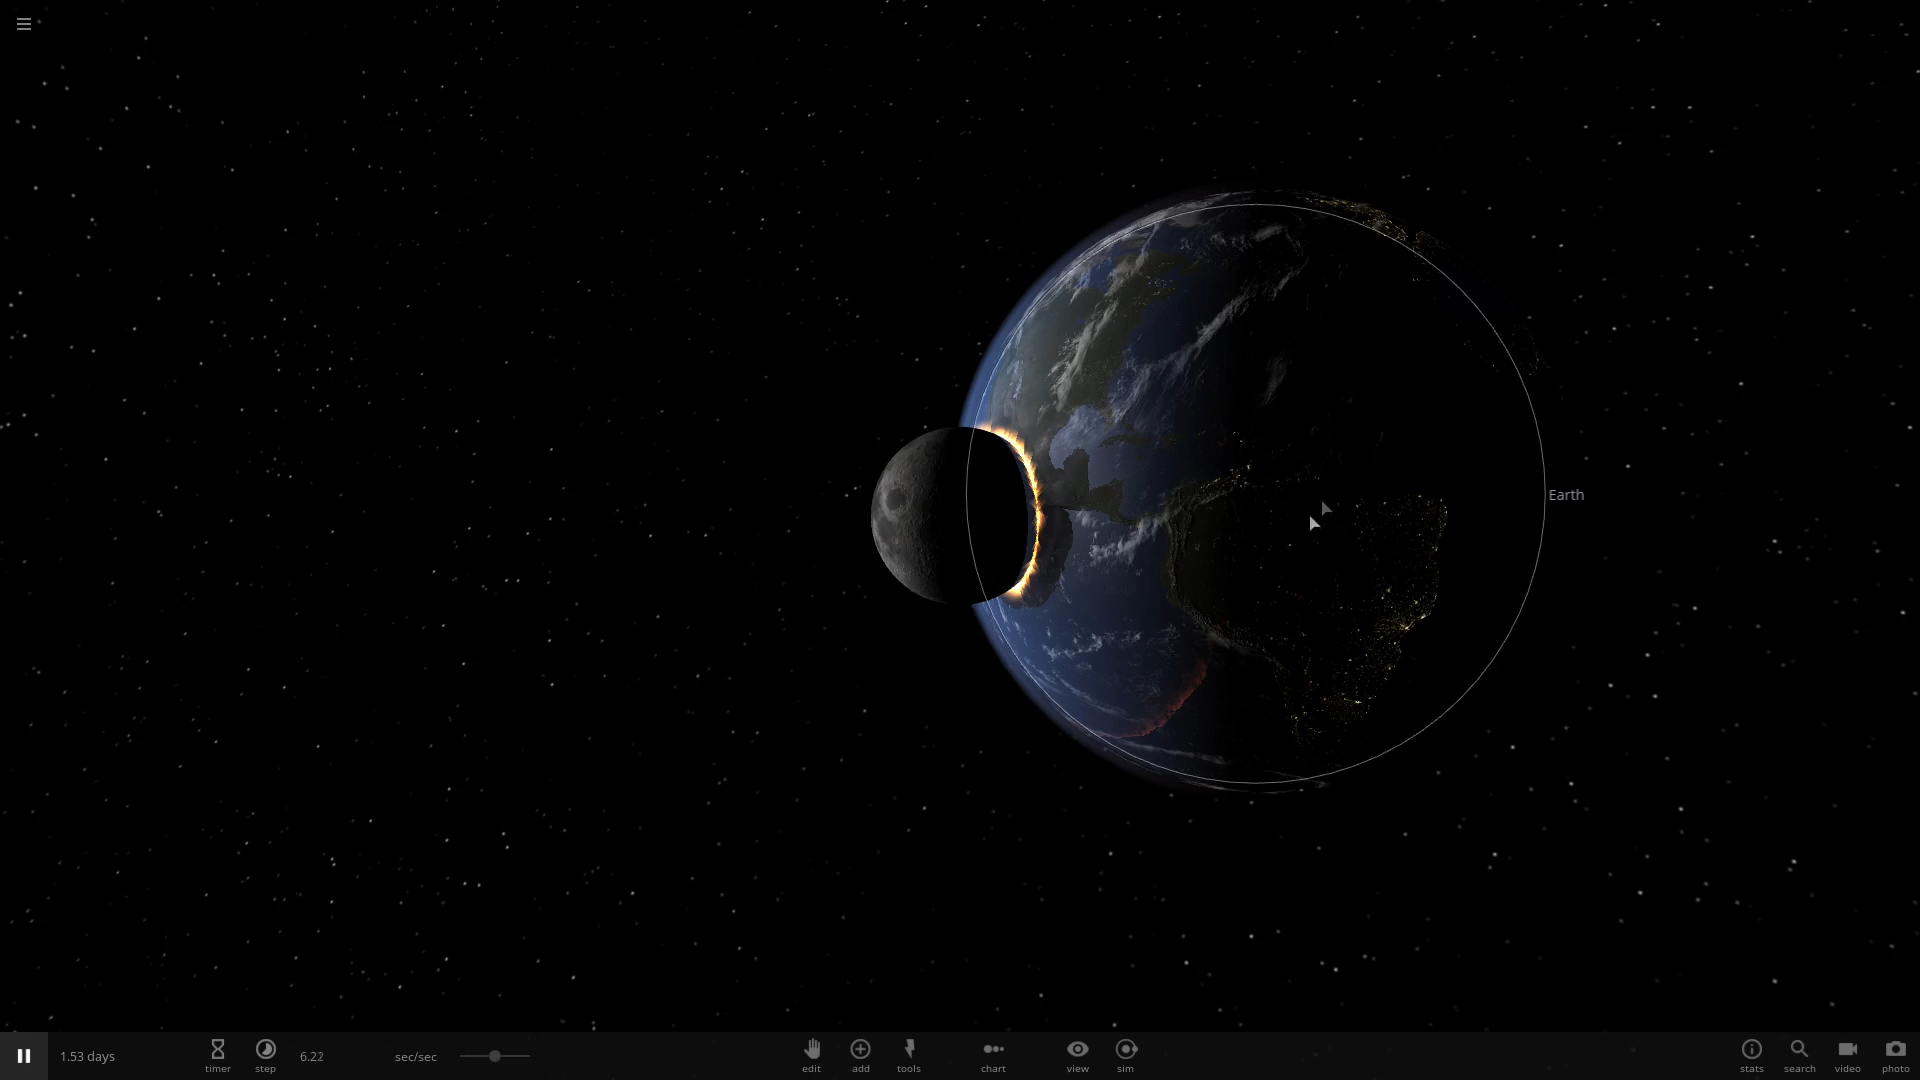 Earth
1.53 days
timer
step
6.22
sec/sec
edit
add
tools
chart
view
sim
stats
search
video
photo